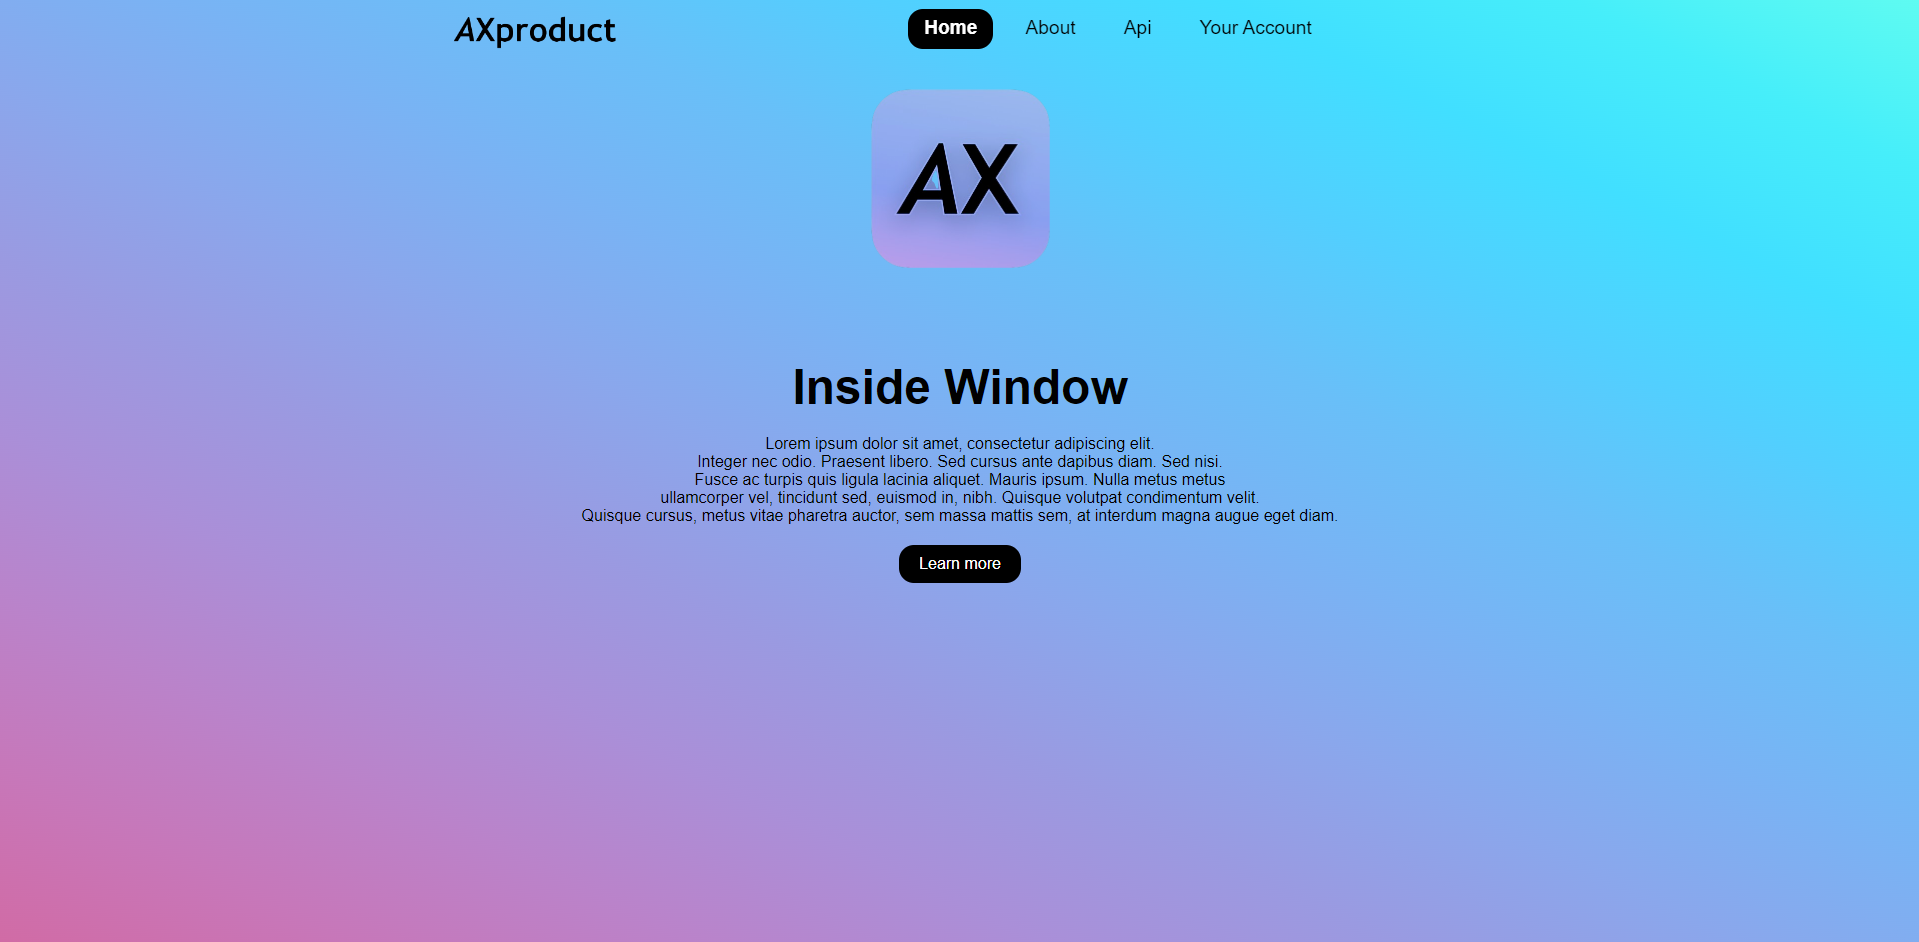 AXproduct
Home
About
Api
Your Account
AX
Inside Window
Lorem ipsum dolor sit amet, consectetur adipiscing elit.
Integer nec odio. Praesent libero. Sed cursus ante dapibus diam. Sed nisi.
Fusce ac turpis quis ligula lacinia aliquet. Mauris ipsum. Nulla metus metus
ullamcorper vel, tincidunt sed, euismod in, nibh. Quisque volutpat condimentum velit.
Quisque cursus, metus vitae pharetra auctor, sem massa mattis sem, at interdum magna augue eget diam.
Learn more